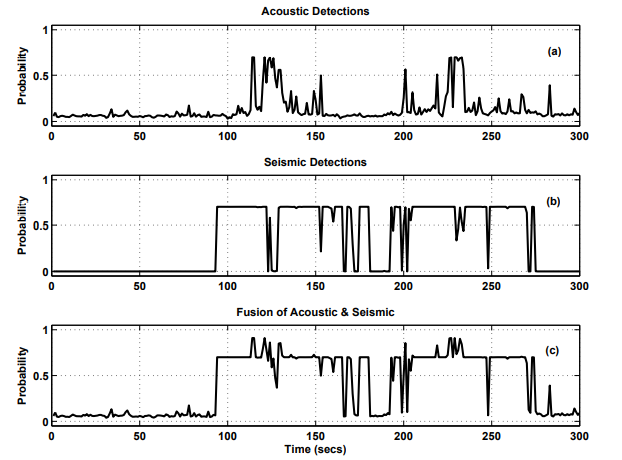 Acoustic Detections
Probability
1
0.5
0
(a)
0 50 100 150 200 250 300
Seismic Detections
Probability
1
0.5
0
(b)
0 50 100 150 200 250 300
Fusion of Acoustic & Seismic
Probability
1
0.5
0
(c)
0 50 100 150 200 250 300
Time (secs)